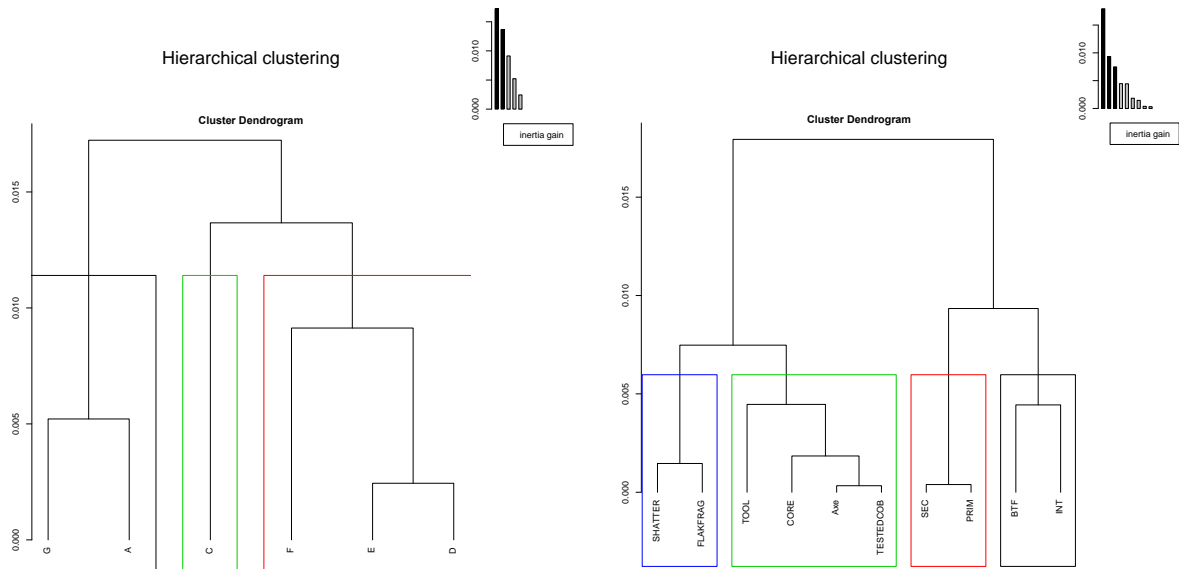 Hierarchical clustering
0.000
0.010
inertia gain
Cluster Dendrogram
0.000
0.005
0.010
0.015
G
A
C
F
E
D
Hierarchical clustering
0.000
0.010
inertia gain
Cluster Dendrogram
0.000
0.005
0.010
0.015
SHATTER
FLAKFRAG
TOOL
CORE
Axe
TESTEDCOB
SEC
PRIM
BTF
INT